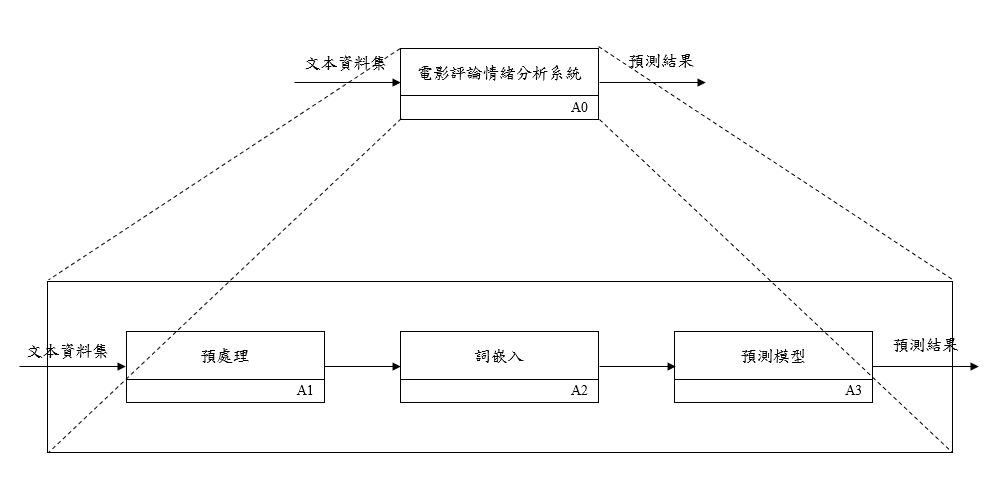 文本資料集
電影評論情緒分析系統
預測結果
A0
文本資料集
預處理
詞嵌入
預測模型
預測結果
A1
A2
A3